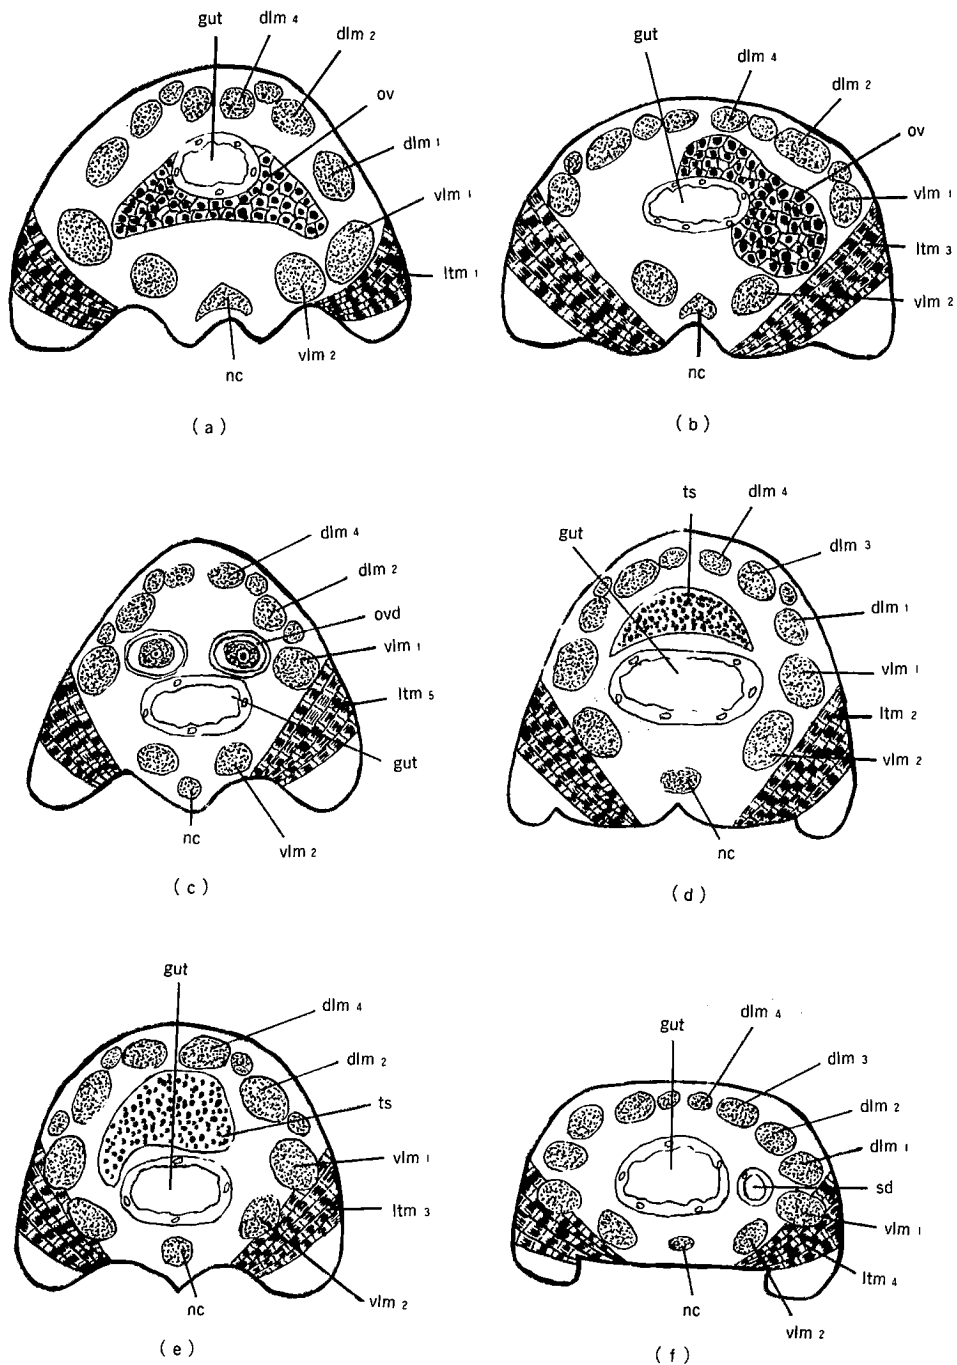 gut
dlm 4
dlm 2
ov
dlm 1
vlm 1
ltm 1
vlm 2
nc
( a )
gut
dlm 4
dlm 2
ov
vlm 1
ltm 3
vlm 2
nc
( b )
dlm 4
dlm 2
ovd
vlm 1
ltm 5
gut
nc
vlm 2
( c )
ts
dlm 4
gut
dlm 3
dlm 1
vlm 1
ltm 2
vlm 2
nc
( d )
gut
dlm 4
dlm 2
ts
vlm 1
ltm 3
vlm 2
nc
( e )
dlm 4
gut
dlm 3
dlm 2
dlm 1
sd
vlm 1
ltm 4
nc
vlm 2
( f )